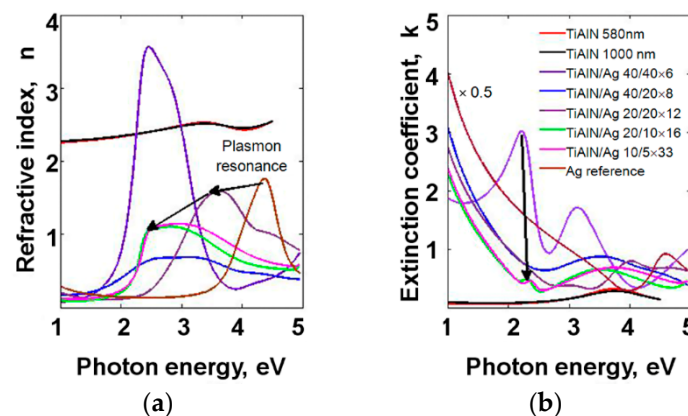 4
3
2
1
Refractive index, n
Plasmon
resonance
1 2 3 4 5
Photon energy, eV
(a)
5
4
3
2
1
Extinction coefficient, k
× 0.5
TiAlN 580nm
TiAlN 1000 nm
TiAlN/Ag 40/40×6
TiAlN/Ag 40/20×8
TiAlN/Ag 20/20×12
TiAlN/Ag 20/10×16
TiAlN/Ag 10/5×33
Ag reference
1 2 3 4 5
Photon energy, eV
(b)